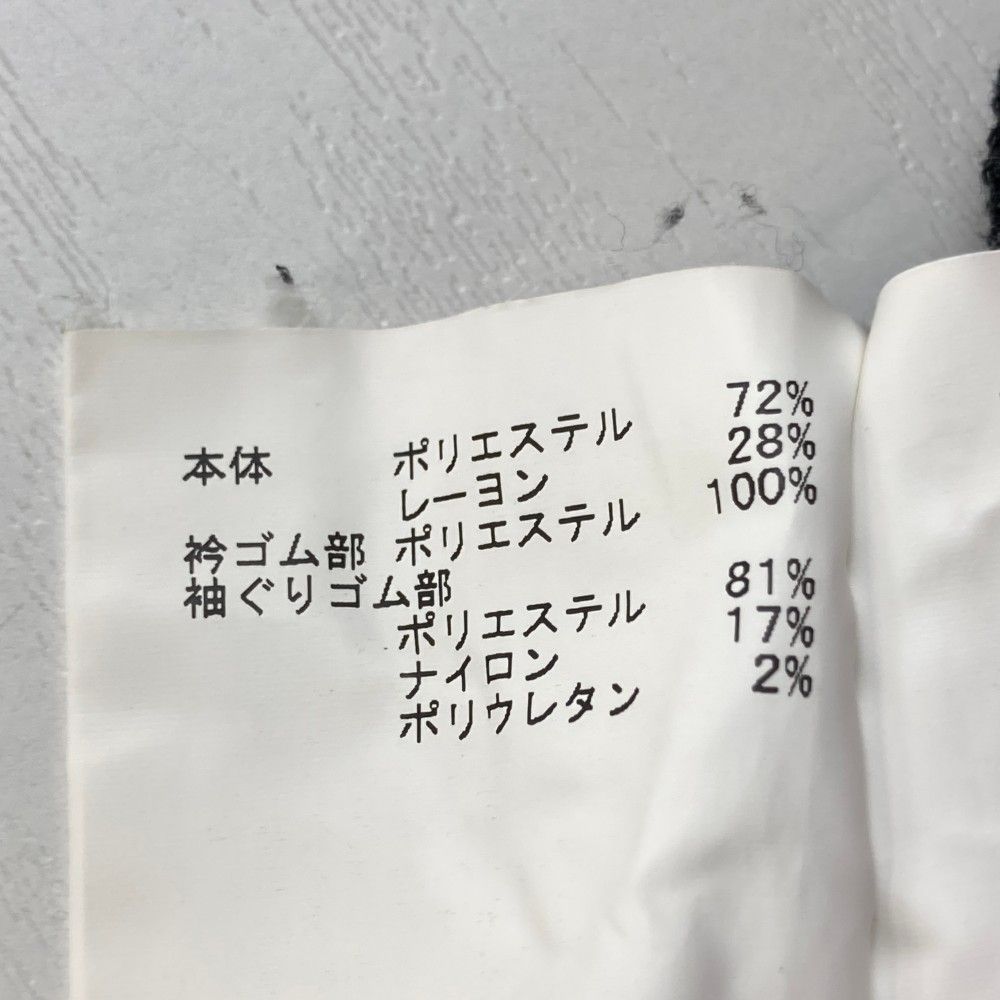 本体 ポリエステル 72%
レーヨン 28%
衿ゴム部 ポリエステル 100%
袖ぐりゴム部
ポリエステル 81%
ナイロン 17%
ポリウレタン 2%